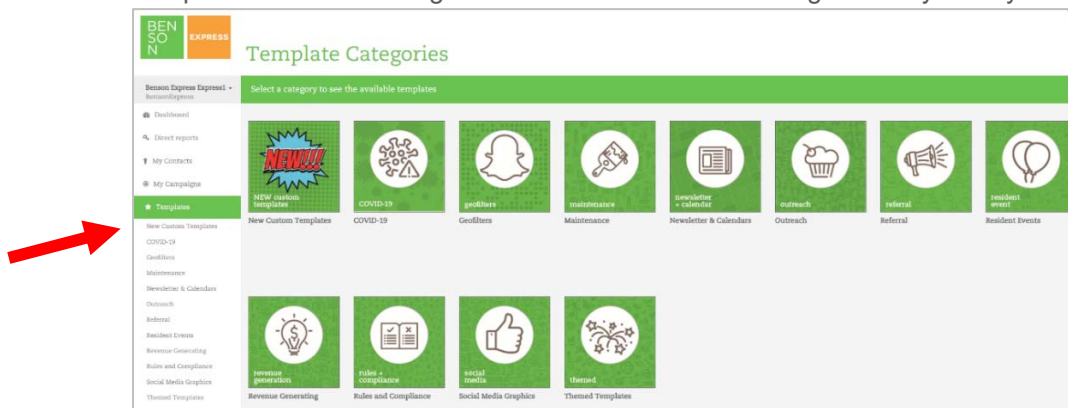 BEN
SO
N
EXPRESS
Template Categories
Benson Express Express1
BensonExpress
Select a category to see the available templates
Dashboard
Direct reports
My Contacts
My Campaigns
Templates
New Custom Templates
COVID-19
Geofilters
Maintenance
Newsletter & Calendars
Outreach
Referral
Resident Events
Revenue Generating
Rules and Compliance
Social Media Graphics
Themed Templates
NEW!!!
NEW custom
templates
New Custom Templates
COVID-19
COVID-19
geofilters
Geofilters
maintenance
Maintenance
newsletter
+ calendar
Newsletter & Calendars
outreach
Outreach
referral
Referral
resident
event
Resident Events
revenue
generation
Revenue Generating
rules +
compliance
Rules and Compliance
social
media
Social Media Graphics
themed
Themed Templates